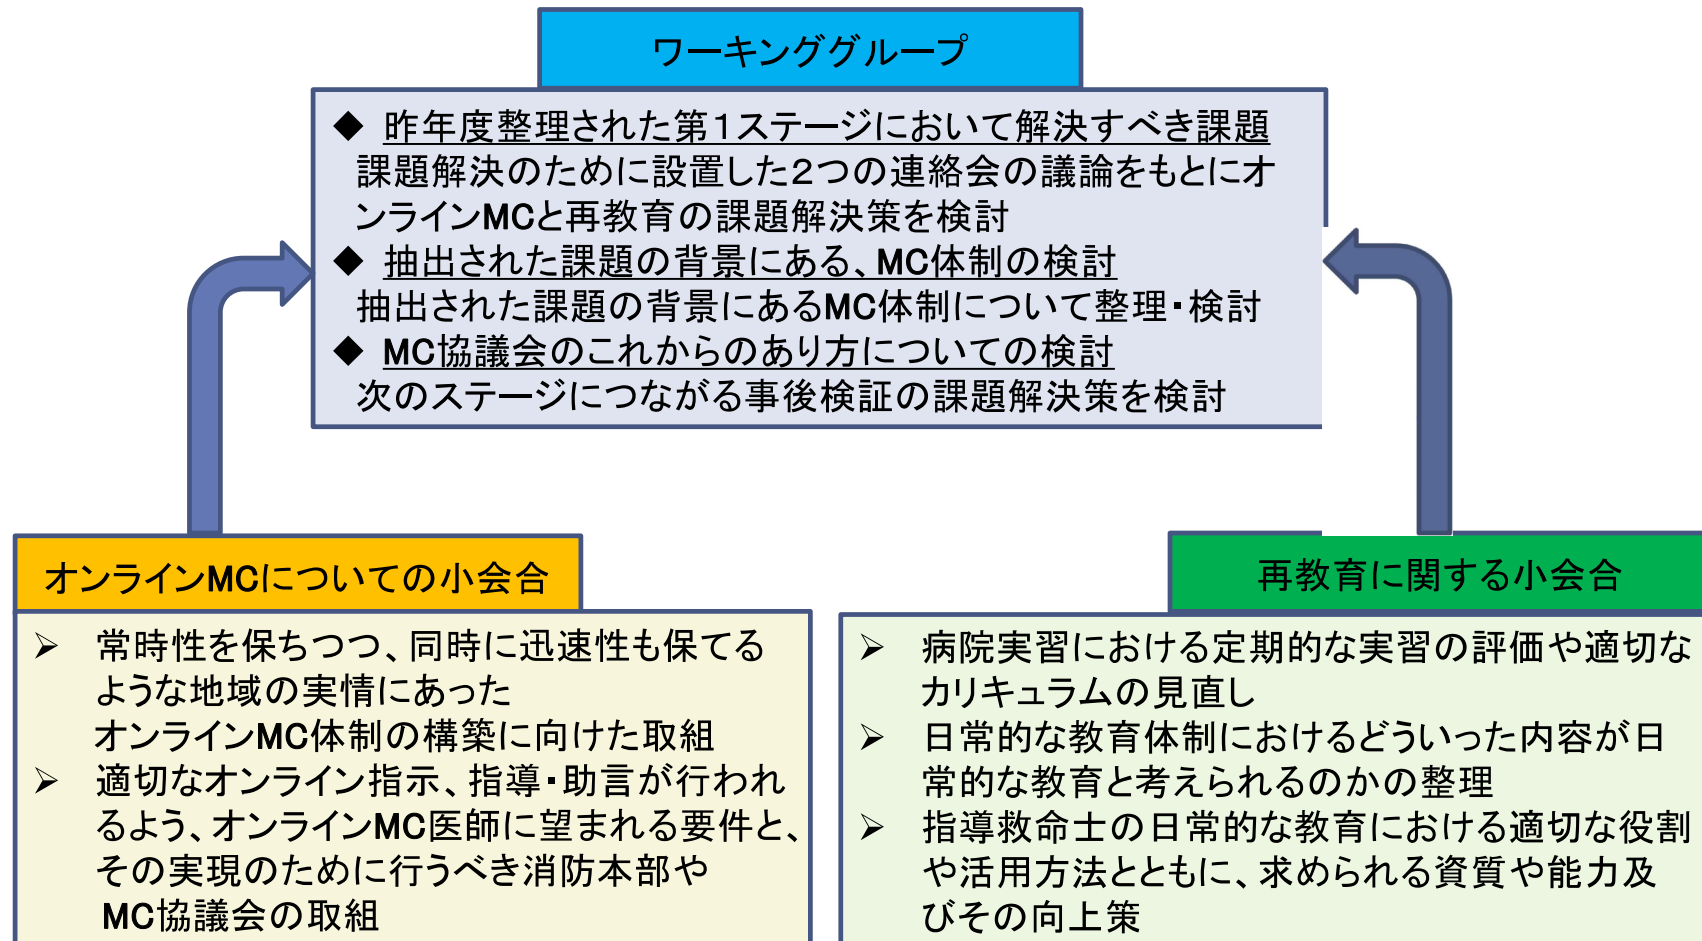 ワーキンググループ
◆ 昨年度整理された第１ステージにおいて解決すべき課題
課題解決のために設置した２つの連絡会の議論をもとにオ
ンラインMCと再教育の課題解決策を検討
◆ 抽出された課題の背景にある、MC体制の検討
抽出された課題の背景にあるMC体制について整理・検討
◆ MC協議会のこれからのあり方についての検討
次のステージにつながる事後検証の課題解決策を検討
オンラインMCについての小会合
➢ 常時性を保ちつつ、同時に迅速性も保てる
ような地域の実情にあった
オンラインMC体制の構築に向けた取組
➢ 適切なオンライン指示、指導・助言が行われ
るよう、オンラインMC医師に望まれる要件と、
その実現のために行うべき消防本部や
MC協議会の取組
再教育に関する小会合
➢ 病院実習における定期的な実習の評価や適切な
カリキュラムの見直し
➢ 日常的な教育体制におけるどういった内容が日
常的な教育と考えられるのかの整理
➢ 指導救命士の日常的な教育における適切な役割
や活用方法とともに、求められる資質や能力及
びその向上策